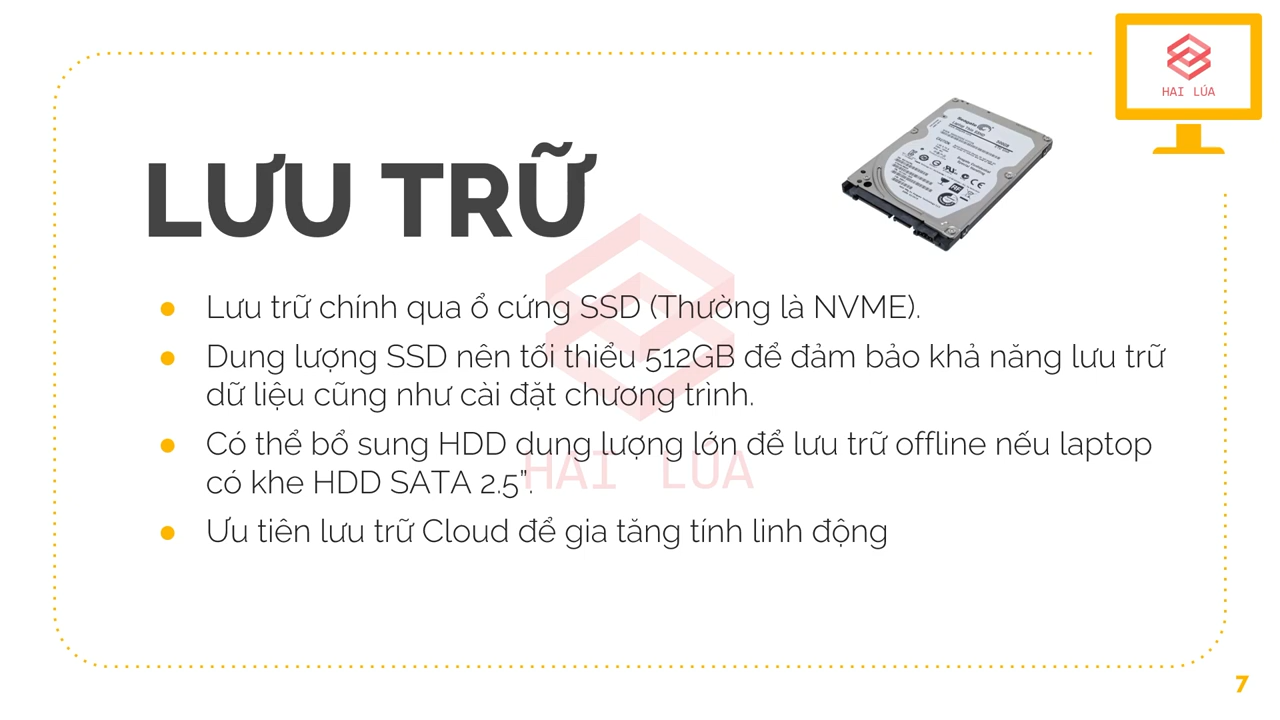 HAI LÚA
LƯU TRỮ
Lưu trữ chính qua ổ cứng SSD (Thường là NVME).
Dung lượng SSD nên tối thiểu 512GB để đảm bảo khả năng lưu trữ
dữ liệu cũng như cài đặt chương trình.
Có thể bổ sung HDD dung lượng lớn để lưu trữ offline nếu laptop
có khe HDD SATA 2.5”.
HAI LÚA
Ưu tiên lưu trữ Cloud để gia tăng tính linh động
7